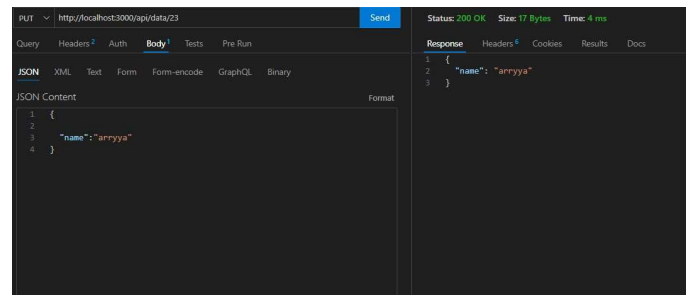 PUT http://localhost:3000/api/data/23 Send
Status: 200 OK Size: 17 Bytes Time: 4 ms
Query Headers 2 Auth Body 1 Tests Pre Run
Response Headers 6 Cookies Results Docs
JSON XML Text Form Form-encode GraphQL Binary
JSON Content Format
1 {
2
3 "name":"arryya"
4 }
1 {
2 "name": "arryya"
3 }